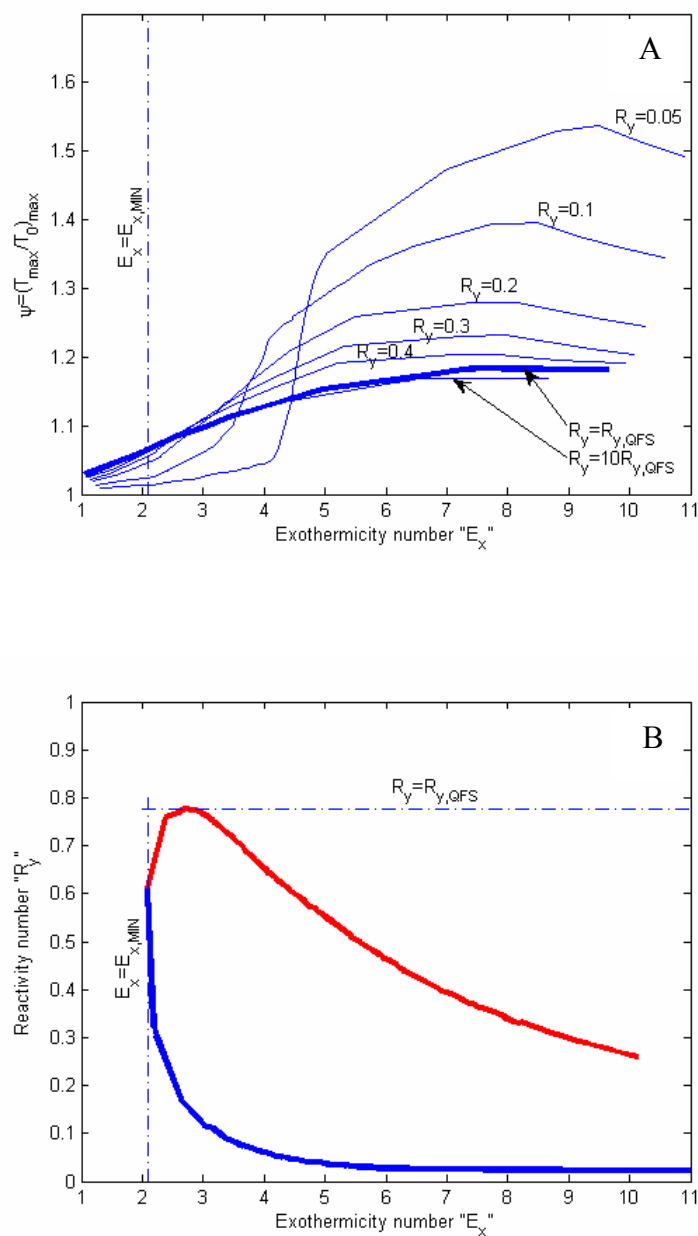 A
1.6
1.5
1.4
1.3
1.2
1.1
1
ψ=(T_max/T_0)_max
E_x=E_x,MIN
R_y=0.05
R_y=0.1
R_y=0.2
R_y=0.3
R_y=0.4
R_y=R_y,QFS
R_y=10R_y,QFS
1 2 3 4 5 6 7 8 9 10 11
Exothermicity number "E_x"
B
1
0.9
0.8
0.7
0.6
0.5
0.4
0.3
0.2
0.1
0
Reactivity number "R_y"
E_x=E_x,MIN
R_y=R_y,QFS
1 2 3 4 5 6 7 8 9 10 11
Exothermicity number "E_x"